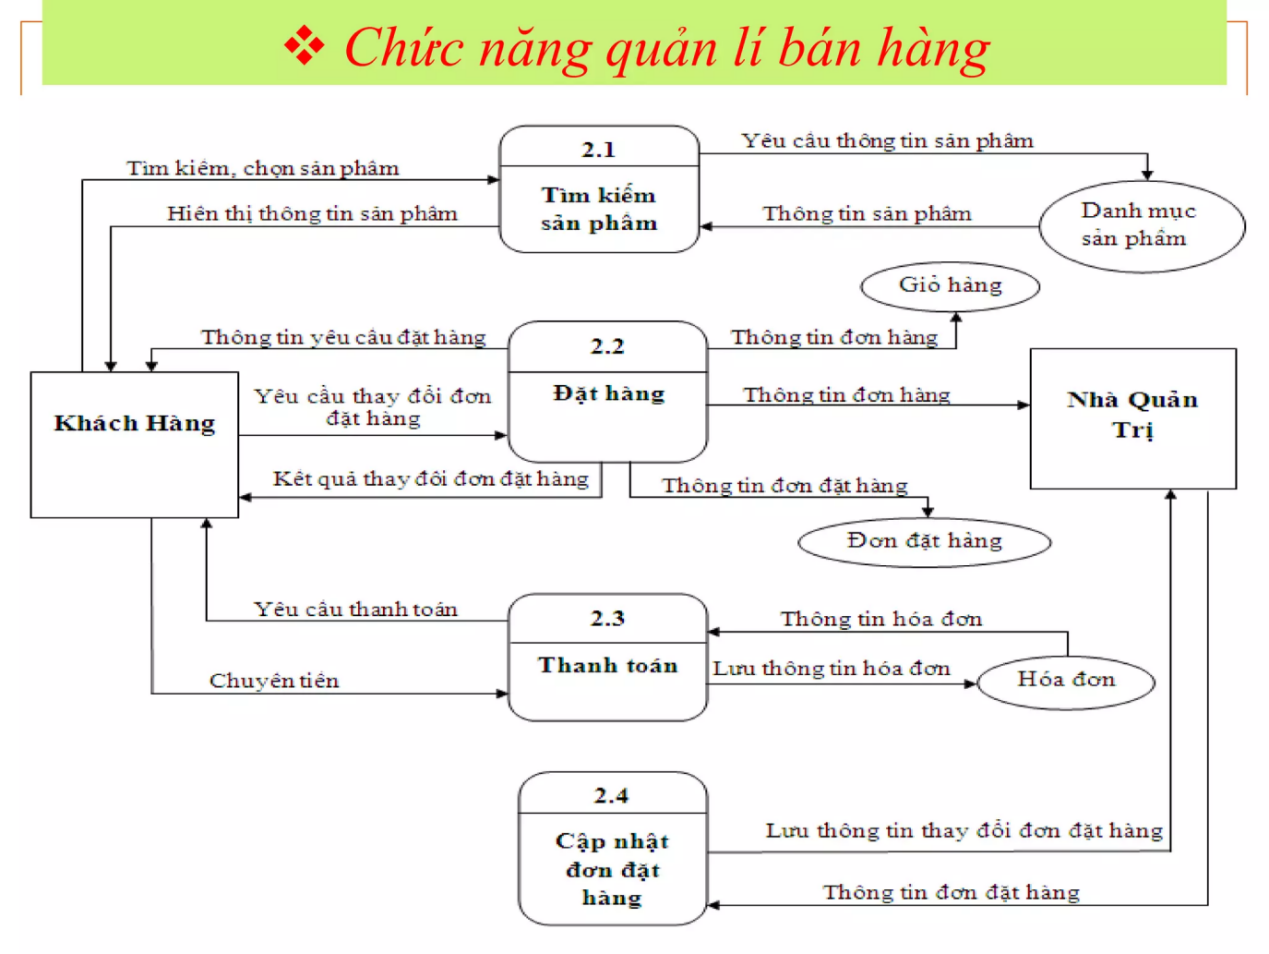 ❖ Chức năng quản lí bán hàng
2.1
Tìm kiếm
sản phẩm
Tìm kiếm, chọn sản phẩm
Hiển thị thông tin sản phẩm
Yêu cầu thông tin sản phẩm
Thông tin sản phẩm
Danh mục
sản phẩm
Giỏ hàng
Thông tin yêu cầu đặt hàng
2.2
Đặt hàng
Thông tin đơn hàng
Thông tin đơn hàng
Nhà Quản
Trị
Khách Hàng
Yêu cầu thay đổi đơn
đặt hàng
Kết quả thay đổi đơn đặt hàng
Thông tin đơn đặt hàng
Đơn đặt hàng
Yêu cầu thanh toán
2.3
Thanh toán
Thông tin hóa đơn
Lưu thông tin hóa đơn
Hóa đơn
Chuyển tiền
2.4
Cập nhật
đơn đặt
hàng
Lưu thông tin thay đổi đơn đặt hàng
Thông tin đơn đặt hàng